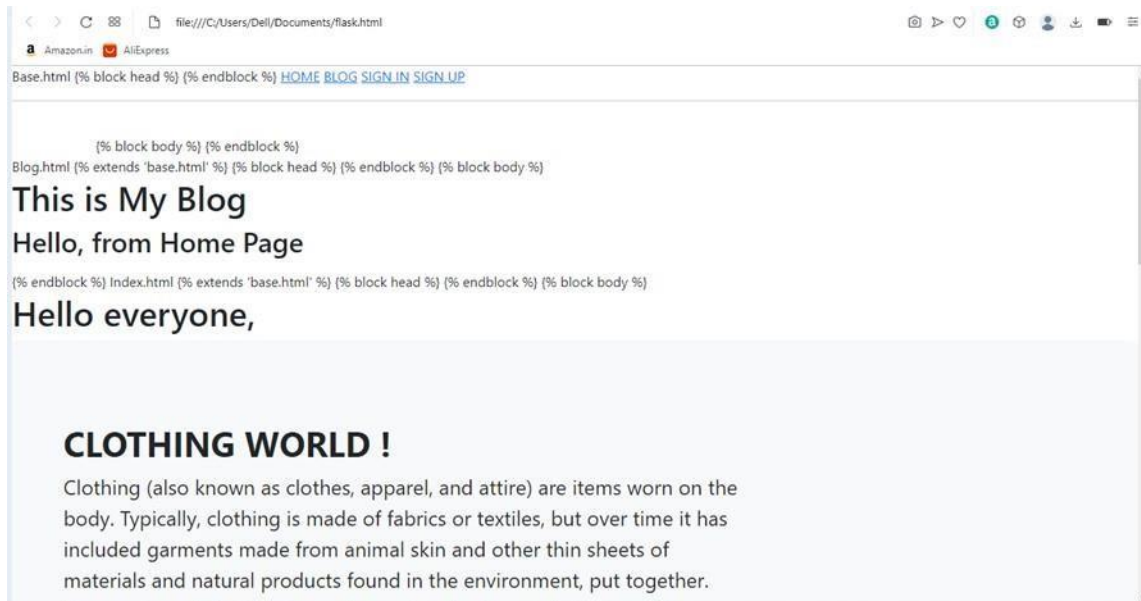 file:///C:/Users/Dell/Documents/flask.html
a Amazon.in AliExpress
Base.html {% block head %} {% endblock %} HOME BLOG SIGN IN SIGN UP
{% block body %} {% endblock %}
Blog.html {% extends 'base.html' %} {% block head %} {% endblock %} {% block body %}
This is My Blog
Hello, from Home Page
{% endblock %} Index.html {% extends 'base.html' %} {% block head %} {% endblock %} {% block body %}
Hello everyone,
CLOTHING WORLD !
Clothing (also known as clothes, apparel, and attire) are items worn on the
body. Typically, clothing is made of fabrics or textiles, but over time it has
included garments made from animal skin and other thin sheets of
materials and natural products found in the environment, put together.